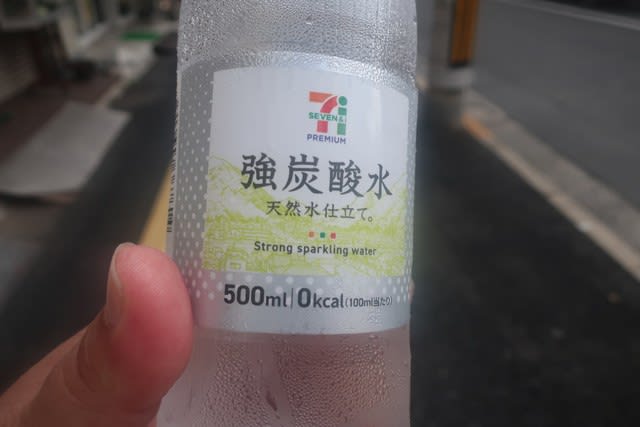 7i
SEVEN&i
PREMIUM
強炭酸水
天然水仕立て。
Strong sparkling water
500ml | 0kcal(100ml当たり)